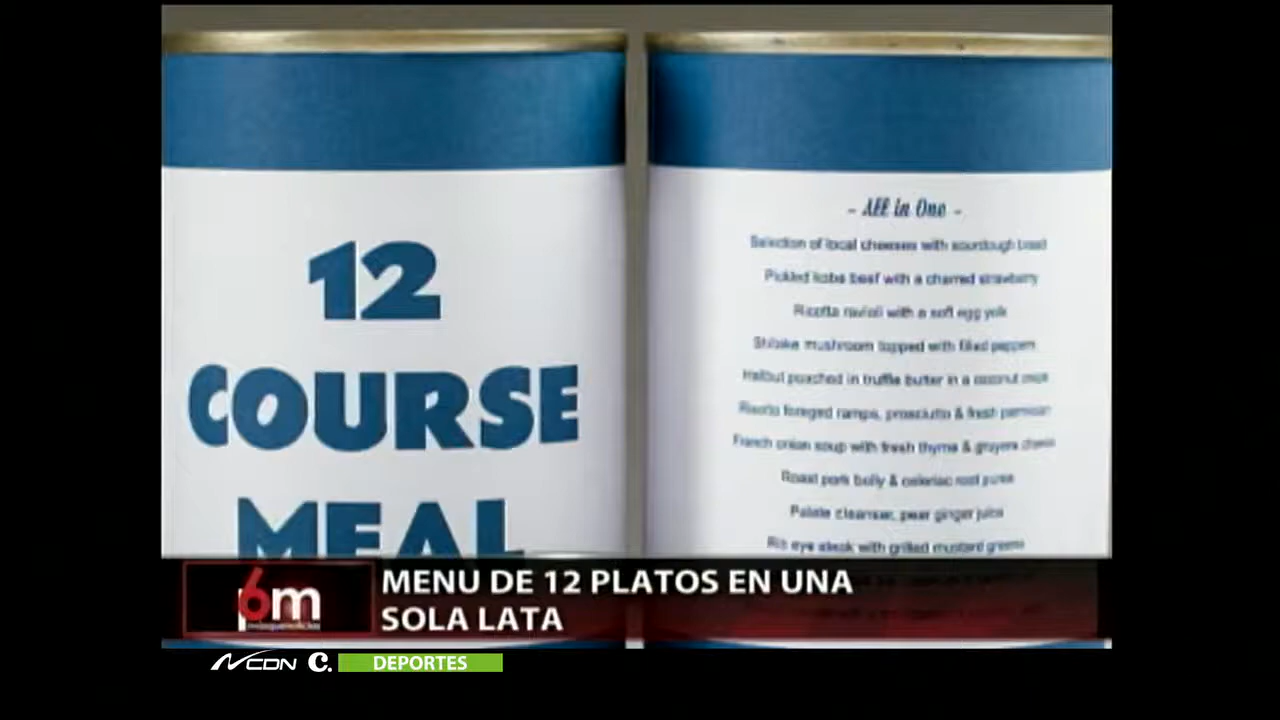 12
COURSE
MEAL
- All in One -
Selection of local cheeses with sourdough bread
Pickled kobe beef with a charred strawberry
Ricotta ravioli with a soft egg yolk
Shitake mushroom topped with filled peppers
Halibut poached in truffle butter in a coconut crepe
Risotto foraged ramps, prosciutto & fresh parmesan
French onion soup with fresh thyme & gruyere cheese
Roast pork belly & celeriac root puree
Palate cleanser, pear ginger juice
Rib eye steak with grilled mustard greens
6
pm
MENU DE 12 PLATOS EN UNA
SOLA LATA
CDN C. DEPORTES